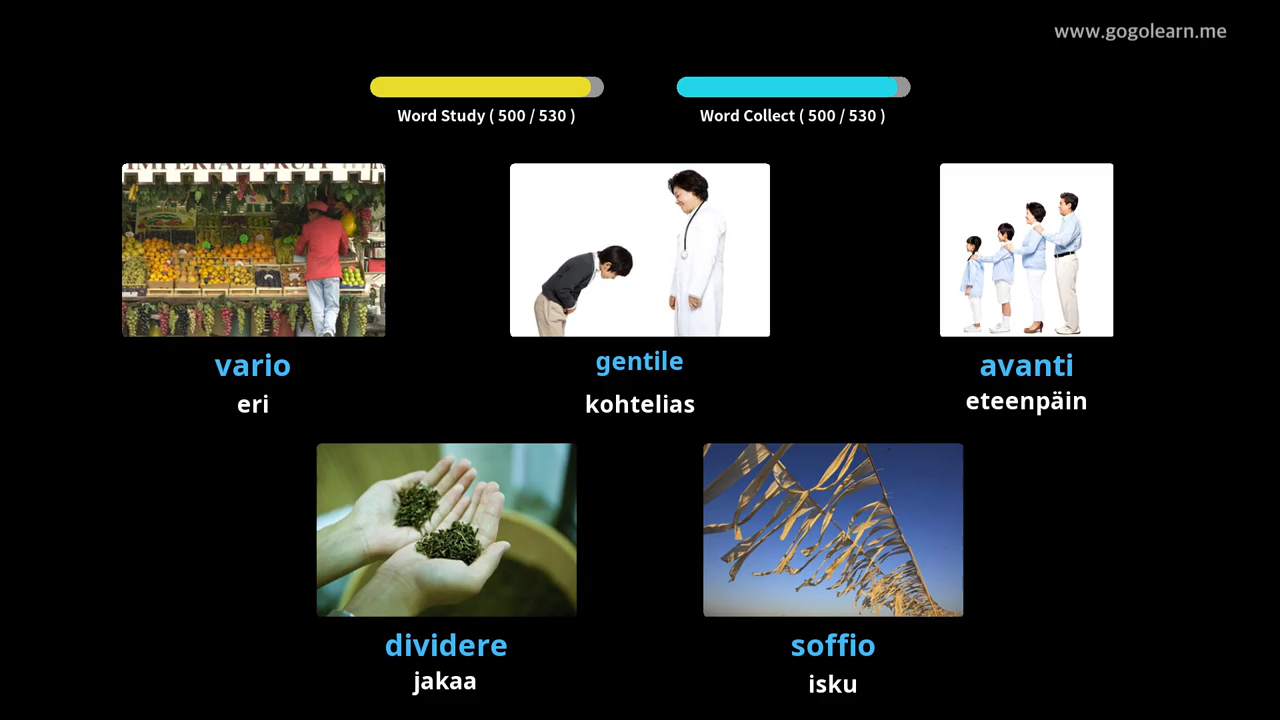 www.gogolearn.me
Word Study ( 500 / 530 )
Word Collect ( 500 / 530 )
vario
eri
gentile
kohtelias
avanti
eteenpäin
dividere
jakaa
soffio
isku